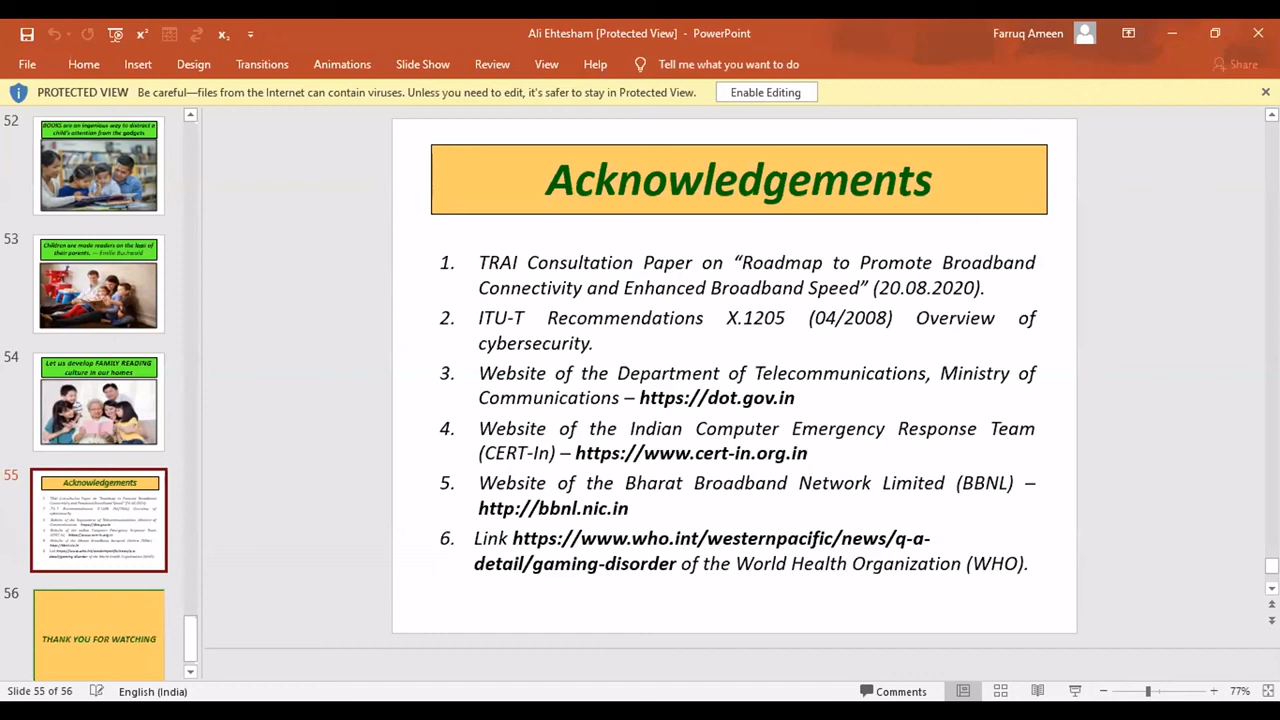 Ali Ehtesham [Protected View] - PowerPoint
Farruq Ameen
File Home Insert Design Transitions Animations Slide Show Review View Help Tell me what you want to do Share
PROTECTED VIEW Be careful—files from the Internet can contain viruses. Unless you need to edit, it's safer to stay in Protected View. Enable Editing
52
BOOKS are an ingenious way to distract a
child's attention from the gadgets
53
Children are made readers on the laps of
their parents. — Emilie Buchwald
54
Let us develop FAMILY READING
culture in our homes
55
Acknowledgements
56
THANK YOU FOR WATCHING
Acknowledgements
1. TRAI Consultation Paper on “Roadmap to Promote Broadband
Connectivity and Enhanced Broadband Speed” (20.08.2020).
2. ITU-T Recommendations X.1205 (04/2008) Overview of
cybersecurity.
3. Website of the Department of Telecommunications, Ministry of
Communications – https://dot.gov.in
4. Website of the Indian Computer Emergency Response Team
(CERT-In) – https://www.cert-in.org.in
5. Website of the Bharat Broadband Network Limited (BBNL) –
http://bbnl.nic.in
6. Link https://www.who.int/westernpacific/news/q-a-
detail/gaming-disorder of the World Health Organization (WHO).
Slide 55 of 56 English (India) Comments 77%